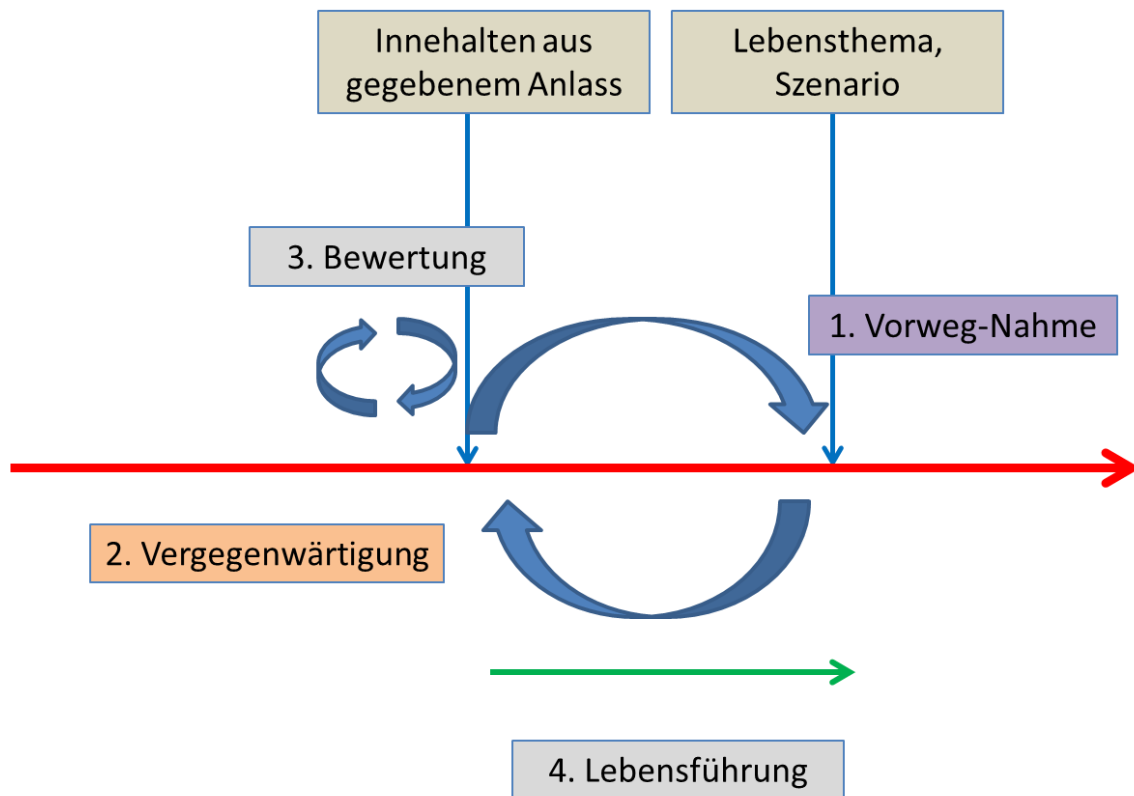 Innehalten aus
gegebenem Anlass
Lebensthema,
Szenario
3. Bewertung
1. Vorweg-Nahme
2. Vergegenwärtigung
4. Lebensführung